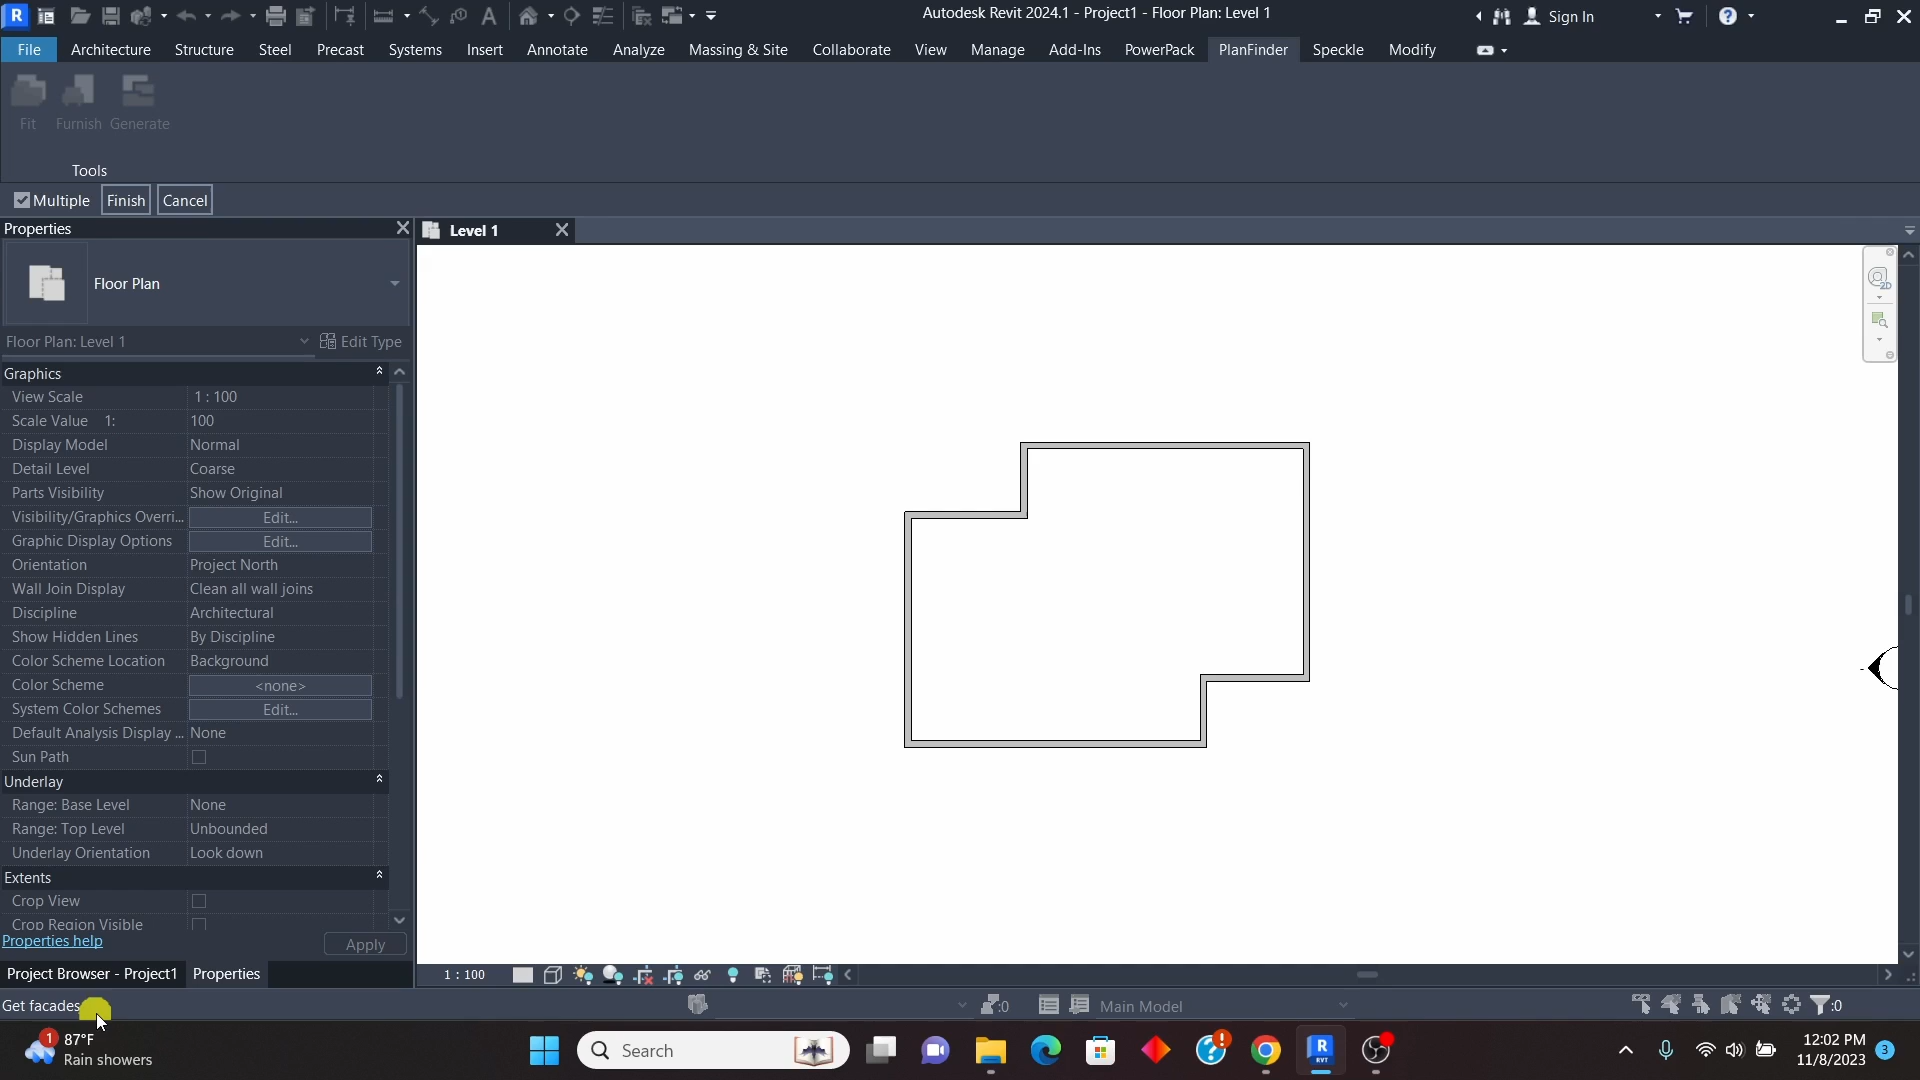 Autodesk Revit 2024.1 - Project1 - Floor Plan: Level 1
Sign In
File Architecture Structure Steel Precast Systems Insert Annotate Analyze Massing & Site Collaborate View Manage Add-Ins PowerPack PlanFinder Speckle Modify
Fit Furnish Generate
Tools
Multiple Finish Cancel
Properties
Level 1
Floor Plan
Floor Plan: Level 1 Edit Type
Graphics
View Scale 1 : 100
Scale Value 1: 100
Display Model Normal
Detail Level Coarse
Parts Visibility Show Original
Visibility/Graphics Overri... Edit...
Graphic Display Options Edit...
Orientation Project North
Wall Join Display Clean all wall joins
Discipline Architectural
Show Hidden Lines By Discipline
Color Scheme Location Background
Color Scheme <none>
System Color Schemes Edit...
Default Analysis Display ... None
Sun Path
Underlay
Range: Base Level None
Range: Top Level Unbounded
Underlay Orientation Look down
Extents
Crop View
Crop Region Visible
Properties help Apply
Project Browser - Project1 Properties
1 : 100
Get facades
:0
Main Model
:0
1
87°F
Rain showers
Search
12:02 PM
11/8/2023
3